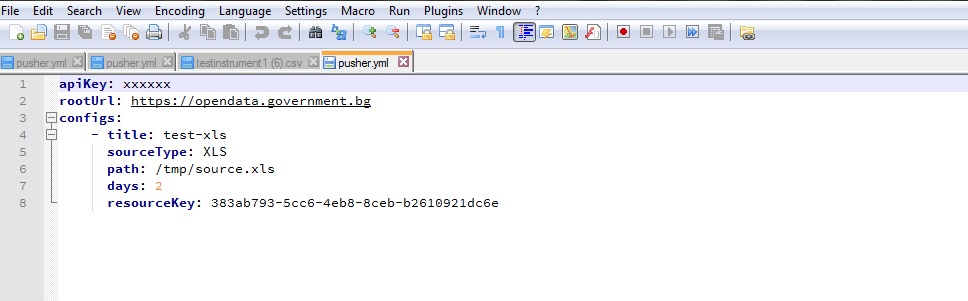 File Edit Search View Encoding Language Settings Macro Run Plugins Window ?
pusher.yml pusher.yml testinstrument1 (6).csv pusher.yml
1 apiKey: xxxxxx
2 rootUrl: https://opendata.government.bg
3 configs:
4 - title: test-xls
5 sourceType: XLS
6 path: /tmp/source.xls
7 days: 2
8 resourceKey: 383ab793-5cc6-4eb8-8ceb-b2610921dc6e